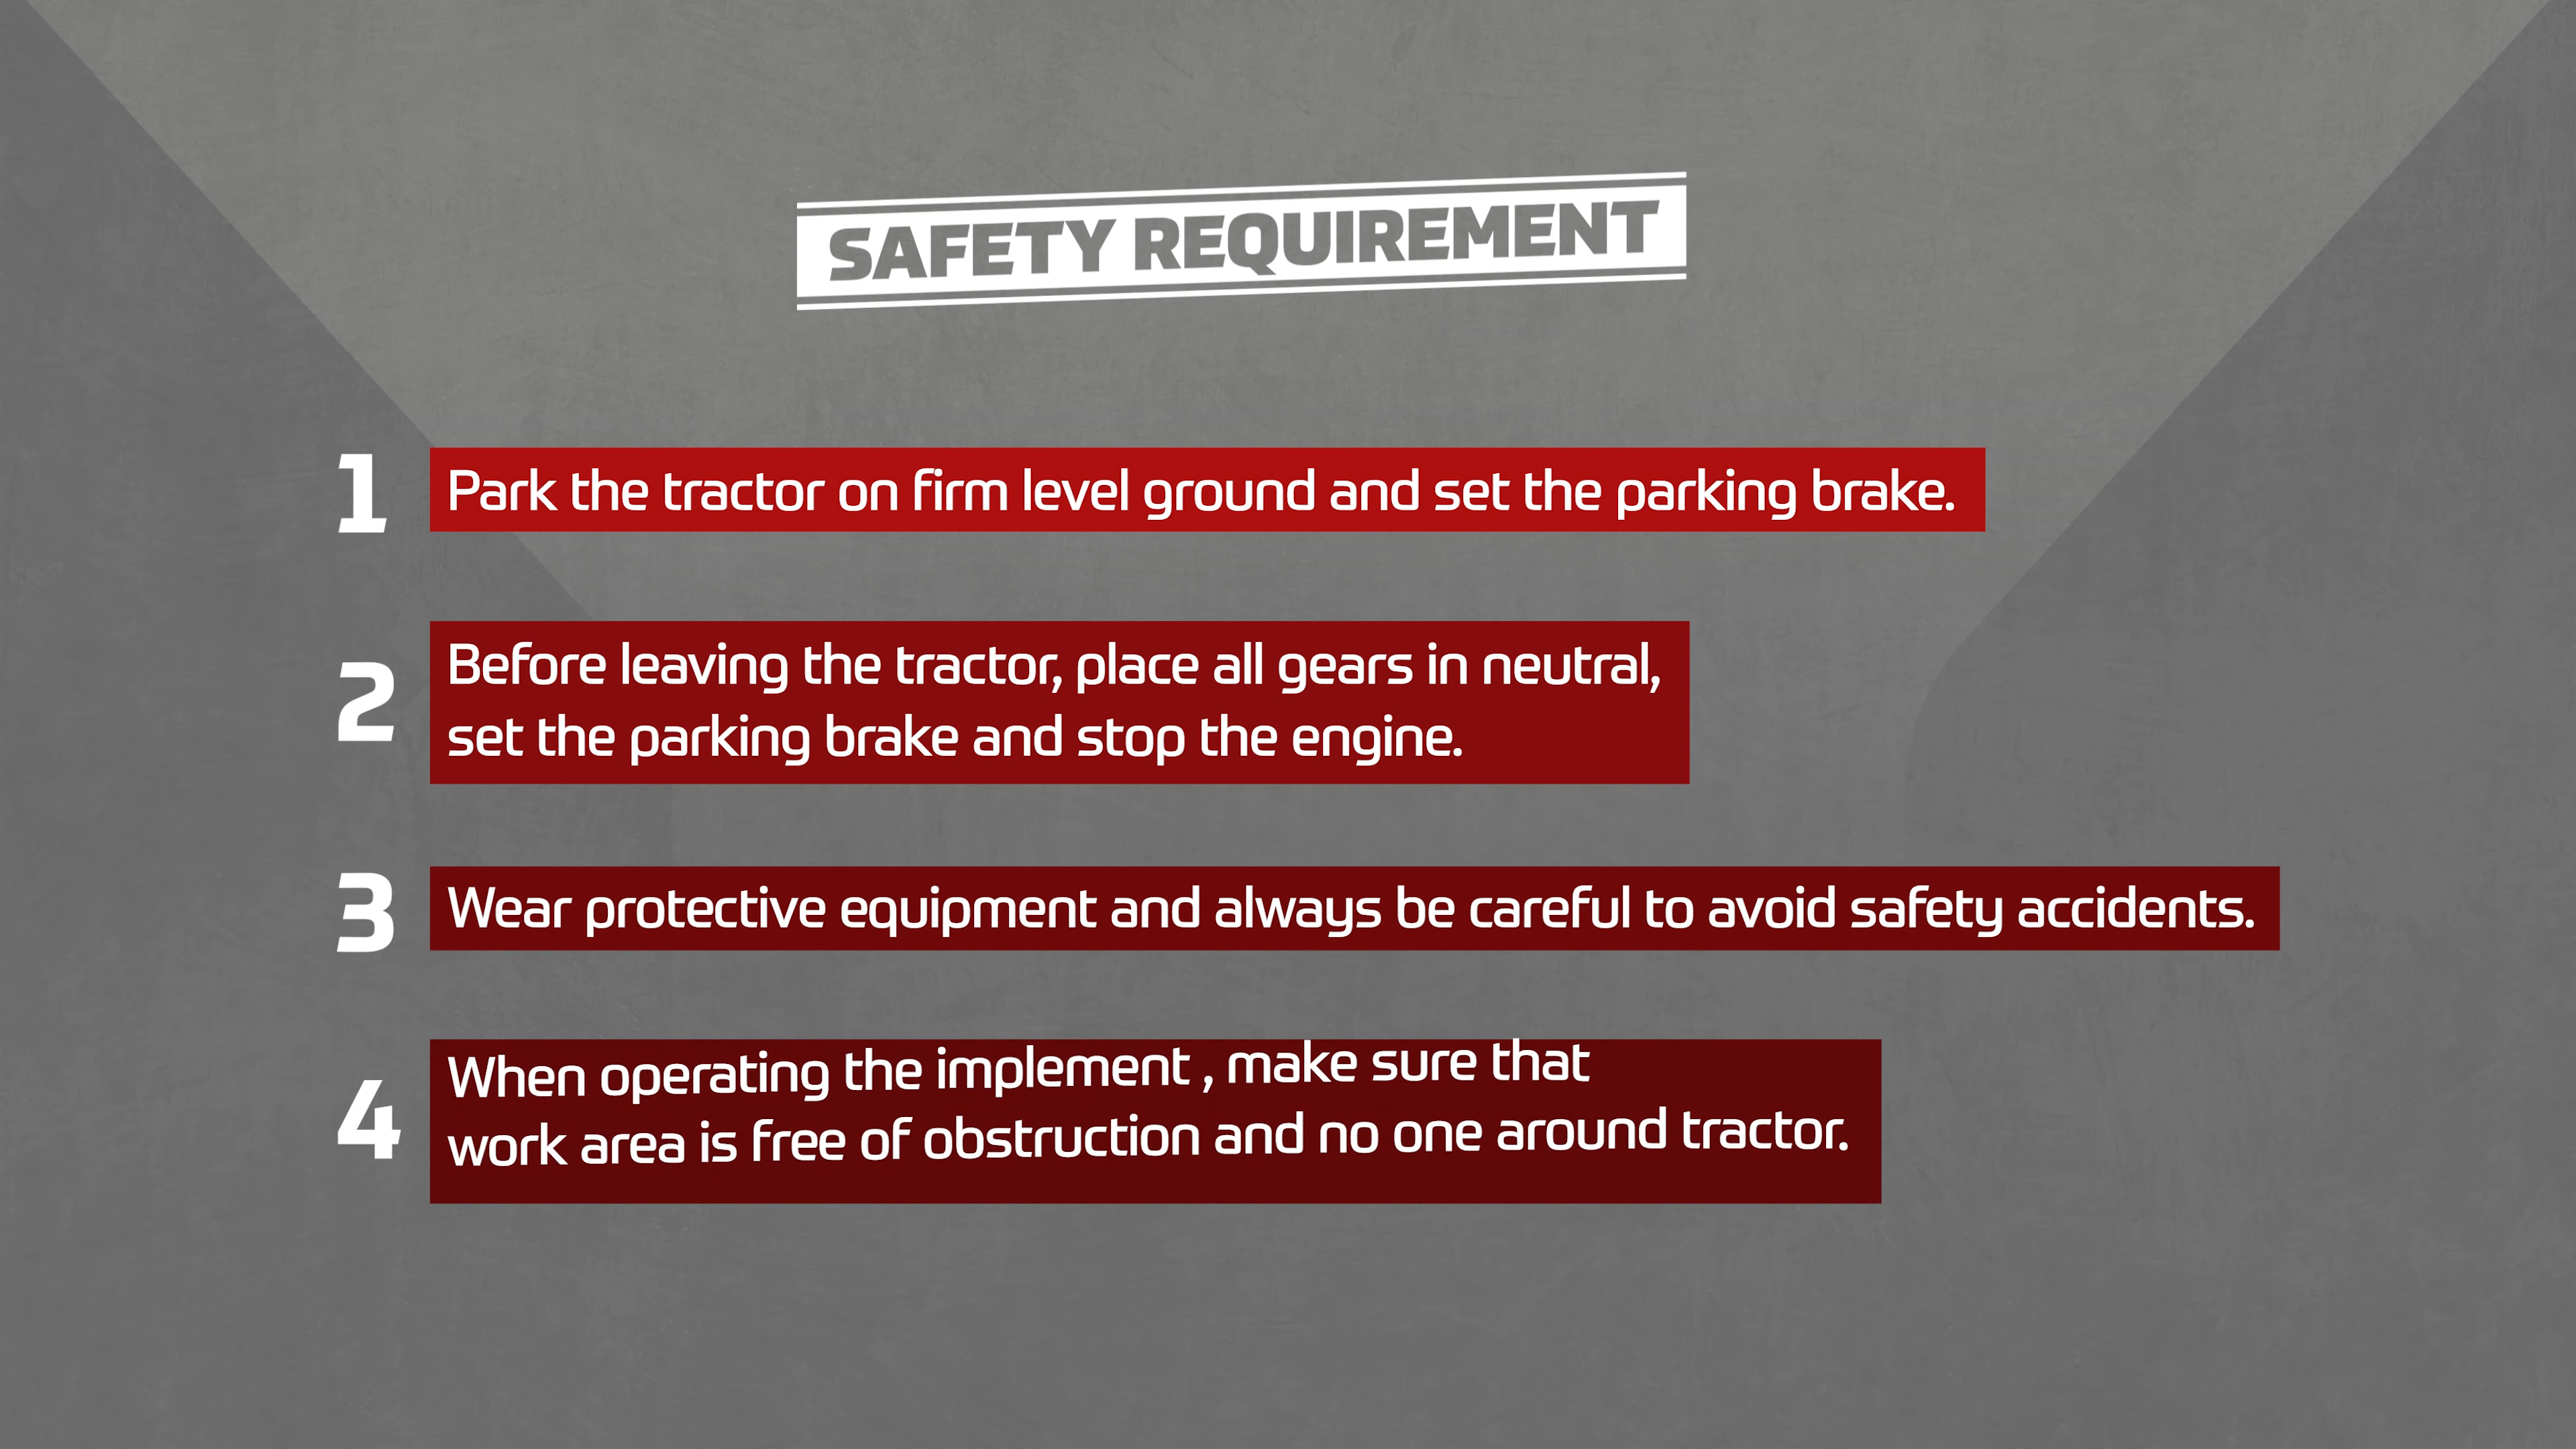 SAFETY REQUIREMENT
1 Park the tractor on firm level ground and set the parking brake.
2 Before leaving the tractor, place all gears in neutral,
set the parking brake and stop the engine.
3 Wear protective equipment and always be careful to avoid safety accidents.
4 When operating the implement , make sure that
work area is free of obstruction and no one around tractor.